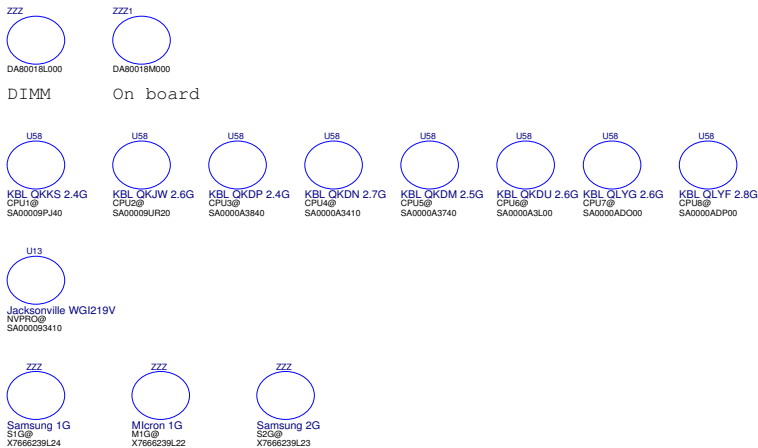 ZZZ ZZZ1
DA80018L000 DA80018M000
DIMM On board
U58 U58 U58 U58 U58 U58 U58 U58
KBL QKKS 2.4G KBL QKJW 2.6G KBL QKDP 2.4G KBL QKDN 2.7G KBL QKDM 2.5G KBL QKDU 2.6G KBL QLYG 2.6G KBL QLYF 2.8G
CPU1@ CPU2@ CPU3@ CPU4@ CPU5@ CPU6@ CPU7@ CPU8@
SA00009PJ40 SA00009UR20 SA0000A3840 SA0000A3410 SA0000A3740 SA0000A3L00 SA0000ADO00 SA0000ADP00
U13
Jacksonville WGI219V
NVPRO@
SA000093410
ZZZ ZZZ ZZZ
Samsung 1G MIcron 1G Samsung 2G
S1G@ M1G@ S2G@
X7666239L24 X7666239L22 X7666239L23